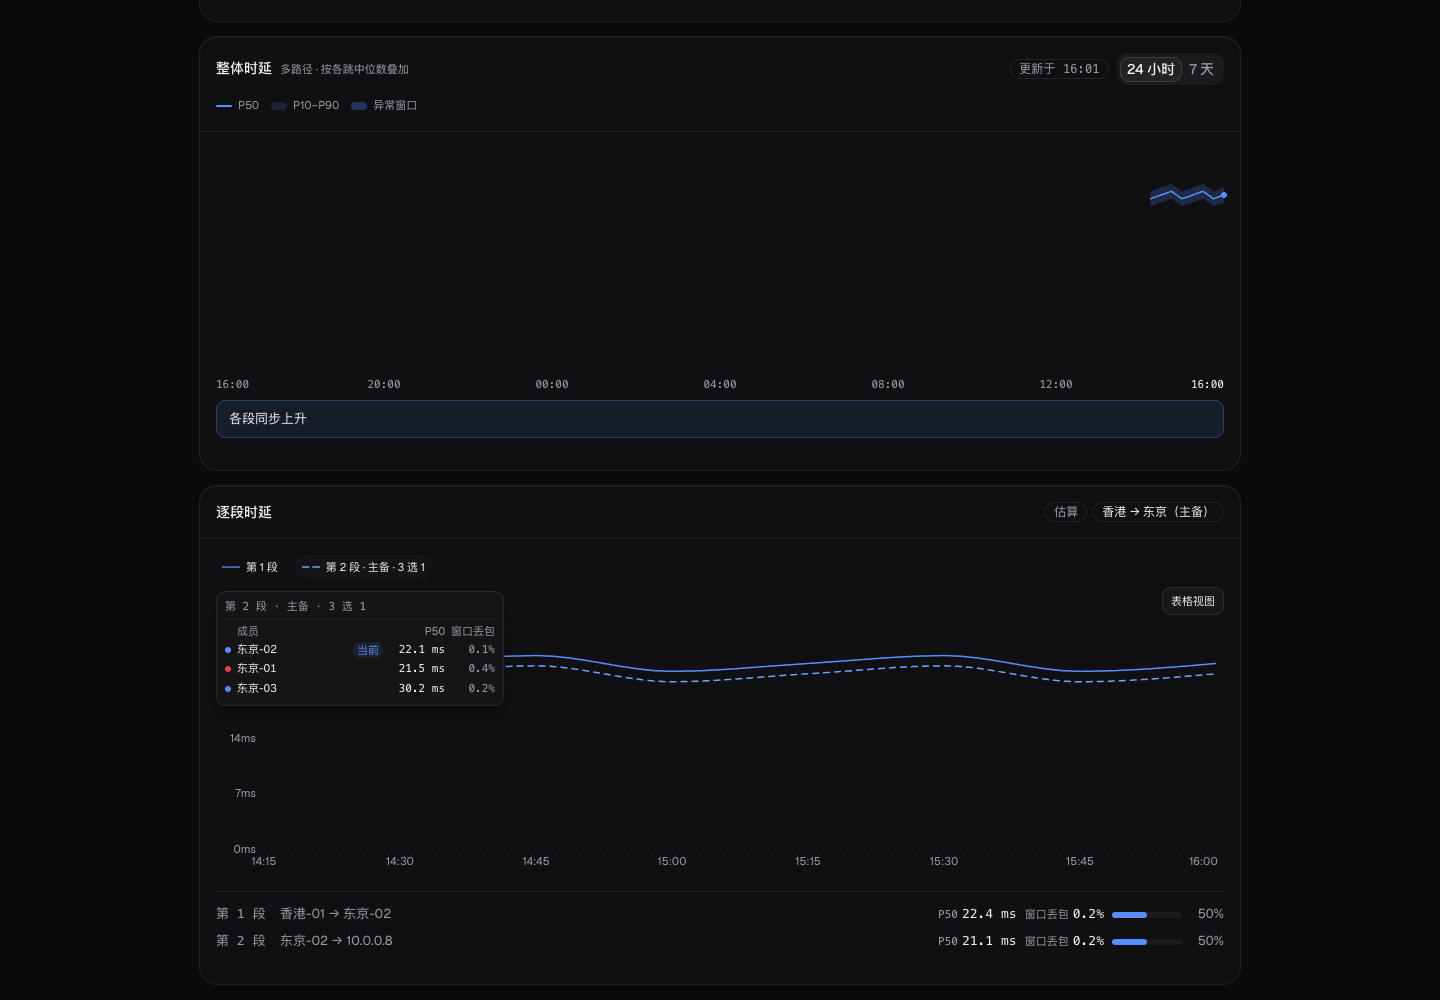 整体时延 多路径 · 按各跳中位数叠加 更新于 16:01 24 小时 7 天
P50 P10–P90 异常窗口
16:00 20:00 00:00 04:00 08:00 12:00 16:00
各段同步上升
逐段时延 估算 香港 → 东京（主备）
第 1 段 第 2 段 · 主备 · 3 选 1
表格视图
第 2 段 · 主备 · 3 选 1
成员 P50 窗口丢包
东京-02 当前 22.1 ms 0.1%
东京-01 21.5 ms 0.4%
东京-03 30.2 ms 0.2%
14ms
7ms
0ms
14:15 14:30 14:45 15:00 15:15 15:30 15:45 16:00
第 1 段 香港-01 → 东京-02 P50 22.4 ms 窗口丢包 0.2% 50%
第 2 段 东京-02 → 10.0.0.8 P50 21.1 ms 窗口丢包 0.2% 50%